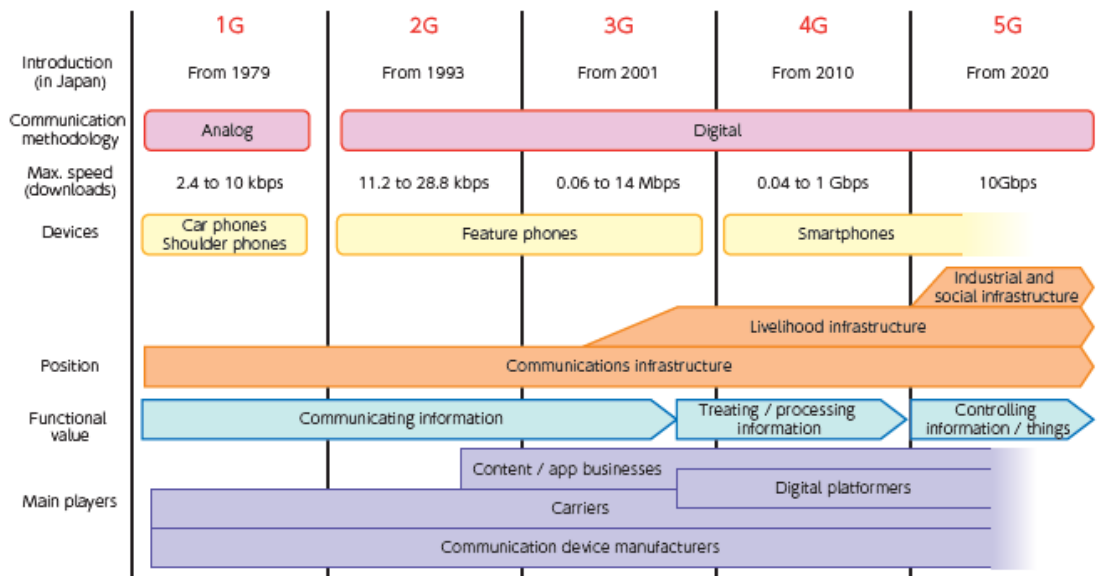 1G 2G 3G 4G 5G
Introduction
(in Japan)
From 1979 From 1993 From 2001 From 2010 From 2020
Communication
methodology
Analog Digital
Max. speed
(downloads)
2.4 to 10 kbps 11.2 to 28.8 kbps 0.06 to 14 Mbps 0.04 to 1 Gbps 10Gbps
Devices
Car phones
Shoulder phones
Feature phones Smartphones
Industrial and
social infrastructure
Livelihood infrastructure
Position
Communications infrastructure
Functional
value
Communicating information
Treating / processing
information
Controlling
information / things
Main players
Content / app businesses
Digital platformers
Carriers
Communication device manufacturers